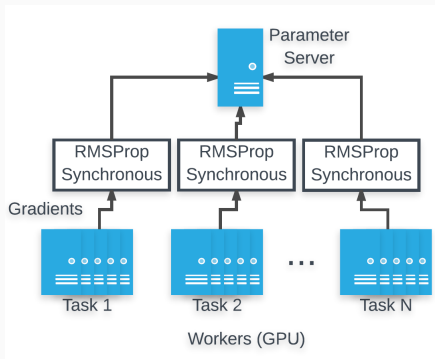 Parameter
Server
RMSProp
Synchronous
RMSProp
Synchronous
RMSProp
Synchronous
Gradients
...
Task 1
Task 2
Task N
Workers (GPU)